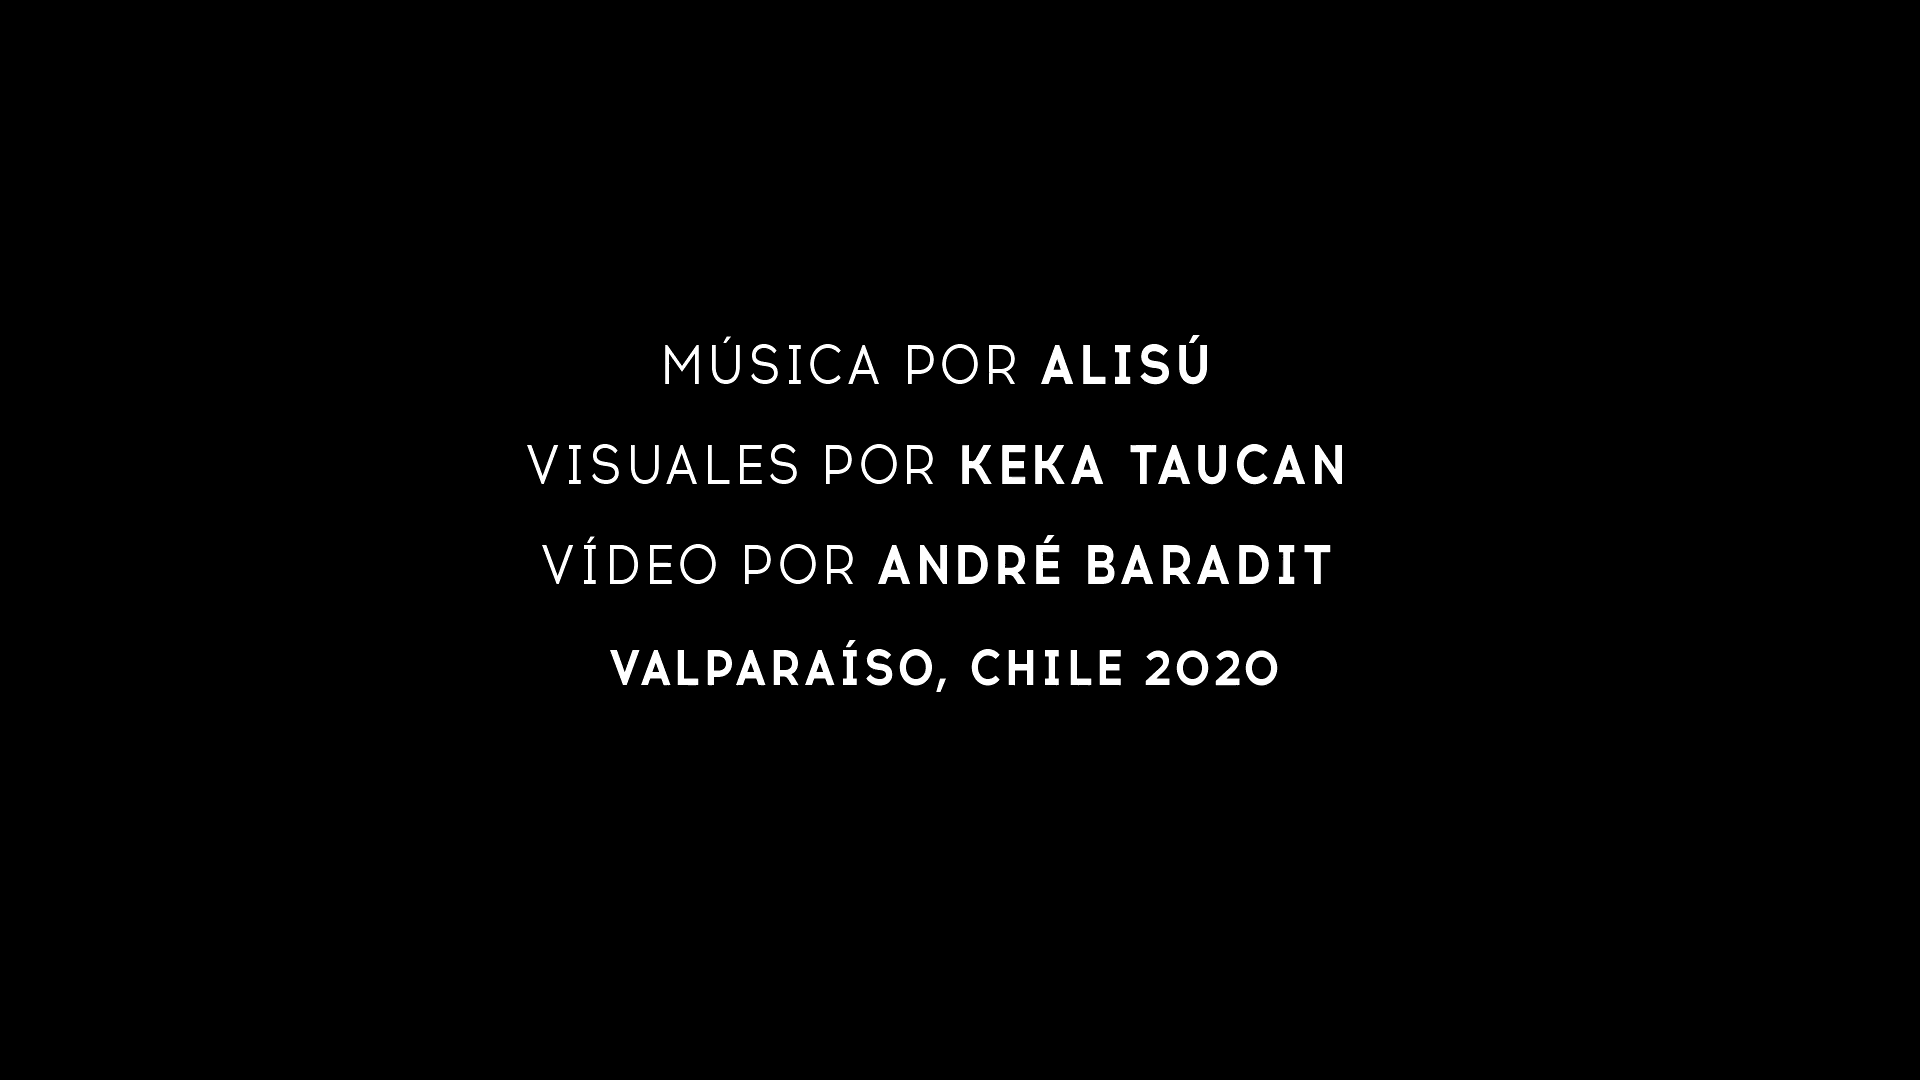 MÚSICA POR ALISÚ
VISUALES POR KEKA TAUCAN
VÍDEO POR ANDRÉ BARADIT
VALPARAÍSO, CHILE 2020